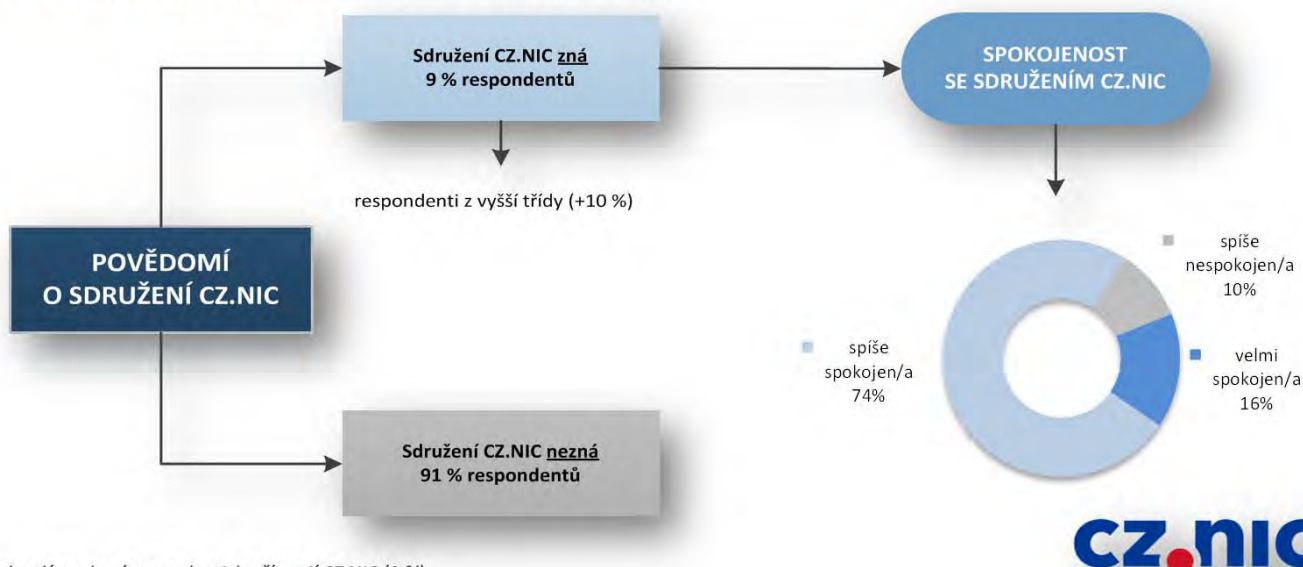 Sdružení CZ.NIC zná
9 % respondentů
SPOKOJENOST
SE SDRUŽENÍM CZ.NIC
respondenti z vyšší třídy (+10 %)
POVĚDOMÍ
O SDRUŽENÍ CZ.NIC
spíše
nespokojen/a
10%
spíše
spokojen/a
74%
velmi
spokojen/a
16%
Sdružení CZ.NIC nezná
91 % respondentů
cz.nic